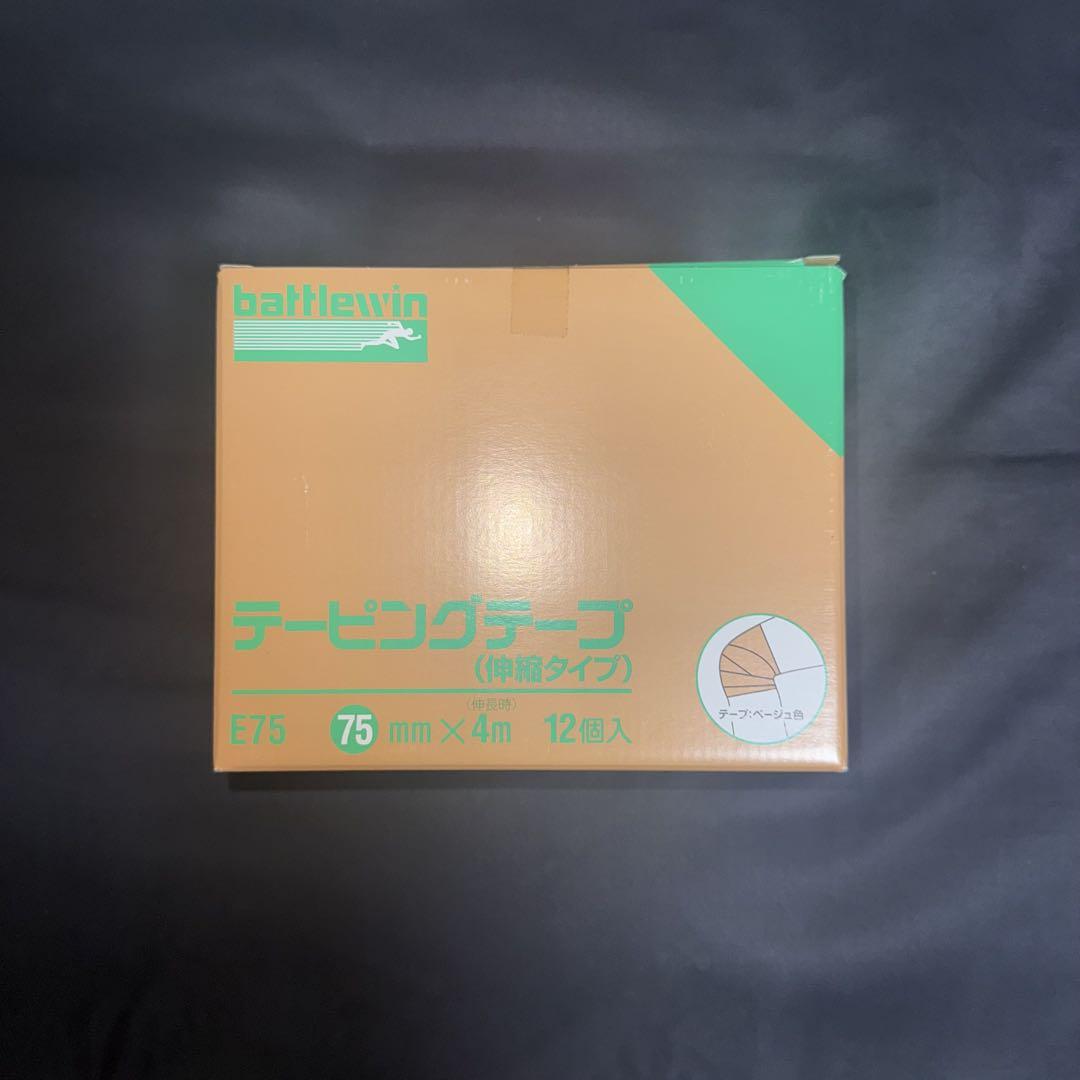 battlewin
テーピングテープ
(伸縮タイプ)
(伸長時)
E75 75 mm×4m 12個入
テープ:ベージュ色